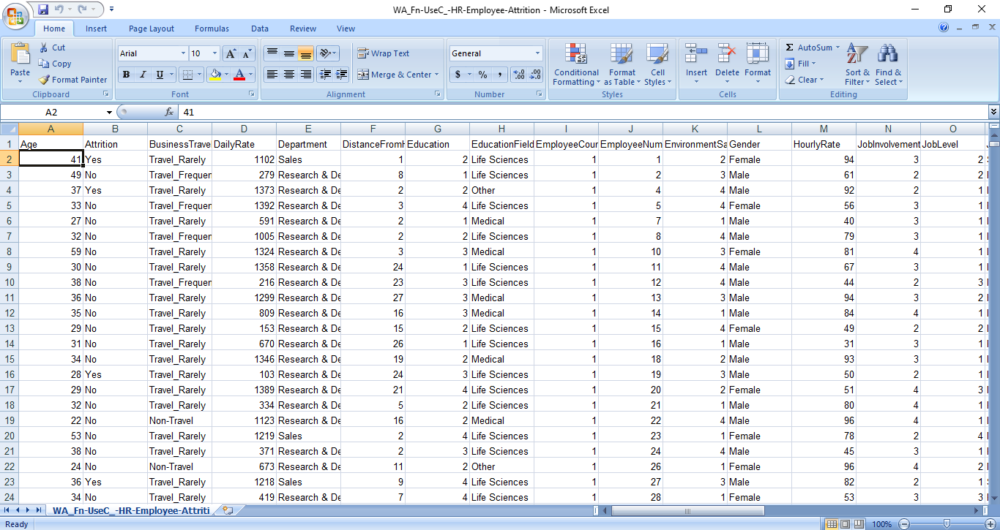 WA_Fn-UseC_-HR-Employee-Attrition - Microsoft Excel
Home Insert Page Layout Formulas Data Review View
Paste Cut Copy Format Painter
Clipboard
Arial 10 A A
B I U A
Font
Wrap Text
Merge & Center
Alignment
General
$ % , .0 .00 .00 .0
Number
Conditional Formatting Format as Table Cell Styles
Styles
Insert Delete Format
Cells
Σ AutoSum Fill Clear
Sort & Filter Find & Select
Editing
A2 fx 41
A B C D E F G H I J K L M N O
1 Age Attrition BusinessTrave DailyRate Department DistanceFromH Education EducationField EmployeeCour EmployeeNum EnvironmentSa Gender HourlyRate JobInvolvement JobLevel
2 41 Yes Travel_Rarely 1102 Sales 1 2 Life Sciences 1 1 2 Female 94 3 2
3 49 No Travel_Frequen 279 Research & De 8 1 Life Sciences 1 2 3 Male 61 2 2
4 37 Yes Travel_Rarely 1373 Research & De 2 2 Other 1 4 4 Male 92 2 1
5 33 No Travel_Frequen 1392 Research & De 3 4 Life Sciences 1 5 4 Female 56 3 1
6 27 No Travel_Rarely 591 Research & De 2 1 Medical 1 7 1 Male 40 3 1
7 32 No Travel_Frequen 1005 Research & De 2 2 Life Sciences 1 8 4 Male 79 3 1
8 59 No Travel_Rarely 1324 Research & De 3 3 Medical 1 10 3 Female 81 4 1
9 30 No Travel_Rarely 1358 Research & De 24 1 Life Sciences 1 11 4 Male 67 3 1
10 38 No Travel_Frequen 216 Research & De 23 3 Life Sciences 1 12 4 Male 44 2 3
11 36 No Travel_Rarely 1299 Research & De 27 3 Medical 1 13 3 Male 94 3 2
12 35 No Travel_Rarely 809 Research & De 16 3 Medical 1 14 1 Male 84 4 1
13 29 No Travel_Rarely 153 Research & De 15 2 Life Sciences 1 15 4 Female 49 2 2
14 31 No Travel_Rarely 670 Research & De 26 1 Life Sciences 1 16 1 Male 31 3 1
15 34 No Travel_Rarely 1346 Research & De 19 2 Medical 1 18 2 Male 93 3 1
16 28 Yes Travel_Rarely 103 Research & De 24 3 Life Sciences 1 19 3 Male 50 2 1
17 29 No Travel_Rarely 1389 Research & De 21 4 Life Sciences 1 20 2 Female 51 4 3
18 32 No Travel_Rarely 334 Research & De 5 2 Life Sciences 1 21 1 Male 80 4 1
19 22 No Non-Travel 1123 Research & De 16 2 Medical 1 22 4 Male 96 4 1
20 53 No Travel_Rarely 1219 Sales 2 4 Life Sciences 1 23 1 Female 78 2 4
21 38 No Travel_Rarely 371 Research & De 2 3 Life Sciences 1 24 4 Male 45 3 1
22 24 No Non-Travel 673 Research & De 11 2 Other 1 26 1 Female 96 4 2
23 36 Yes Travel_Rarely 1218 Sales 9 4 Life Sciences 1 27 3 Male 82 2 1
24 34 No Travel_Rarely 419 Research & De 7 4 Life Sciences 1 28 1 Female 53 3 3
WA_Fn-UseC_-HR-Employee-Attriti
Ready 100%